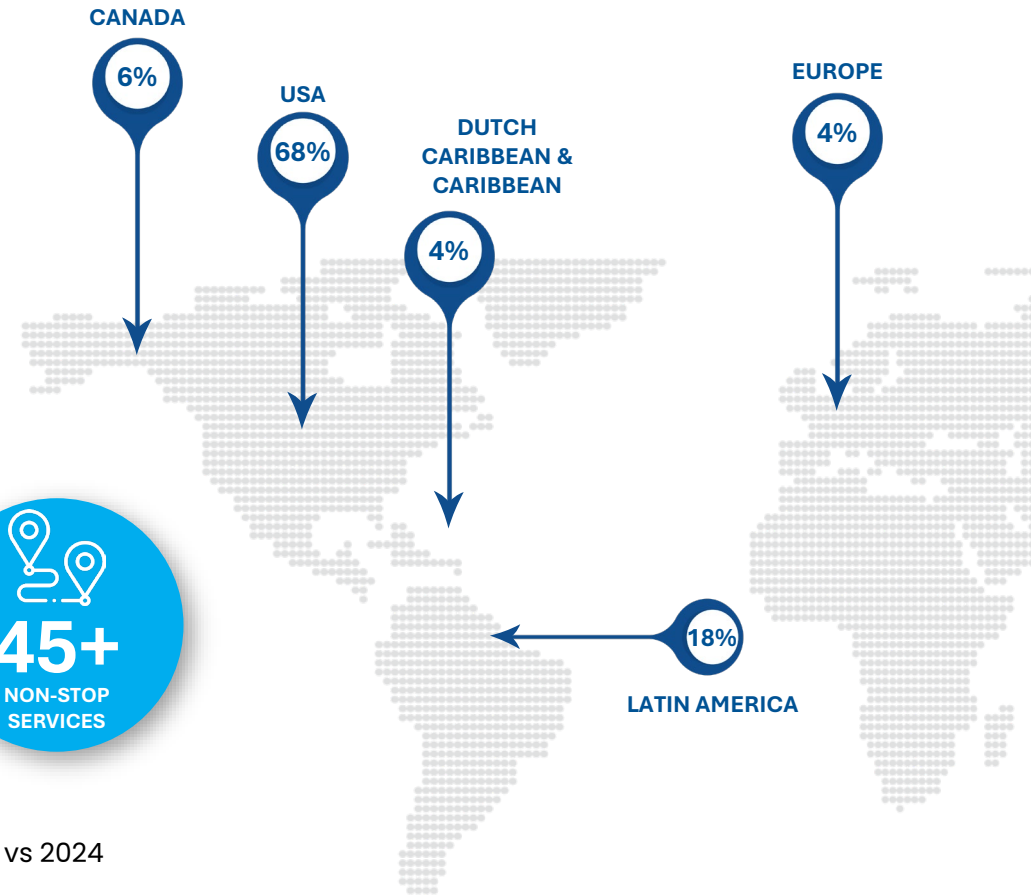 CANADA
6%
USA
68%
DUTCH
CARIBBEAN &
CARIBBEAN
4%
EUROPE
4%
45+
NON-STOP
SERVICES
18%
LATIN AMERICA
vs 2024